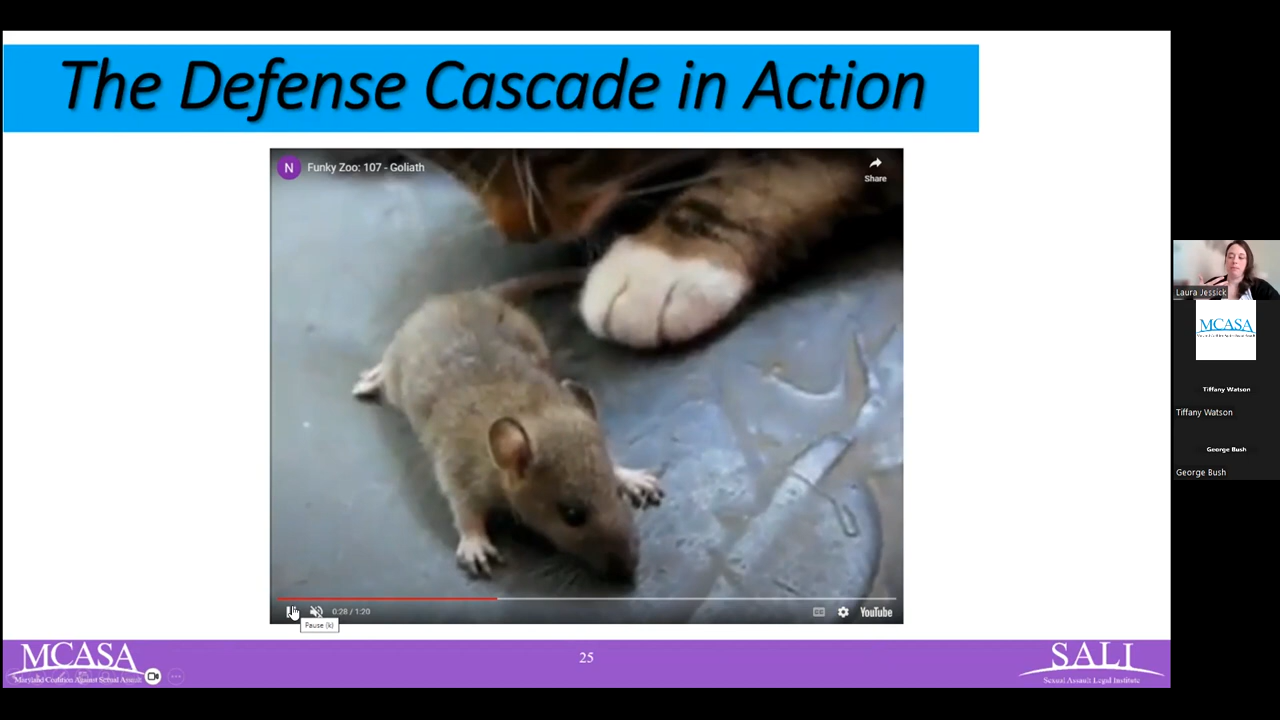 The Defense Cascade in Action
N
Funky Zoo: 107 - Goliath
Share
0:28 / 1:20
CC
YouTube
Pause (k)
MCASA
Maryland Coalition Against Sexual Assault
25
SALI
Sexual Assault Legal Institute
Laura Jessick
MCASA
Tiffany Watson
Tiffany Watson
George Bush
George Bush